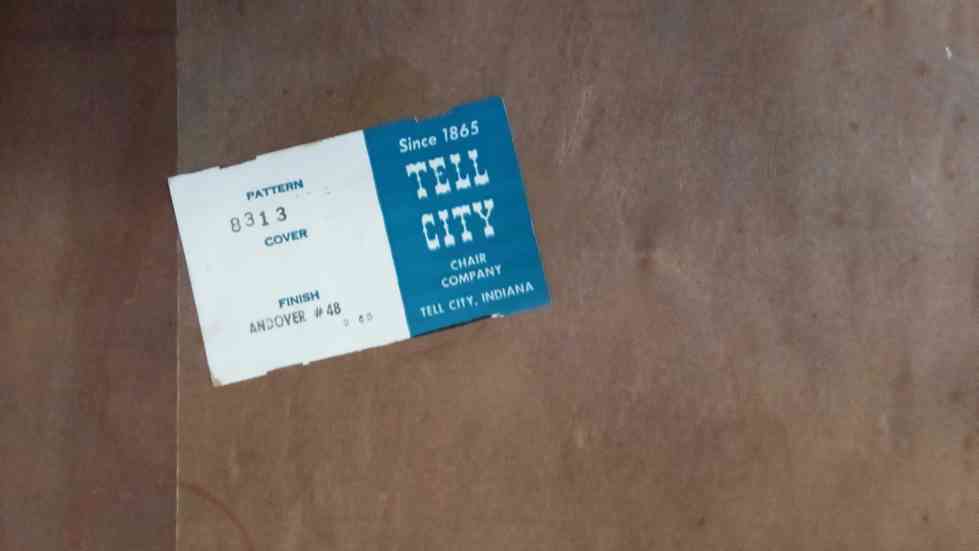 PATTERN
8313
COVER
FINISH
ANDOVER #48
Since 1865
TELL
CITY
CHAIR
COMPANY
TELL CITY, INDIANA